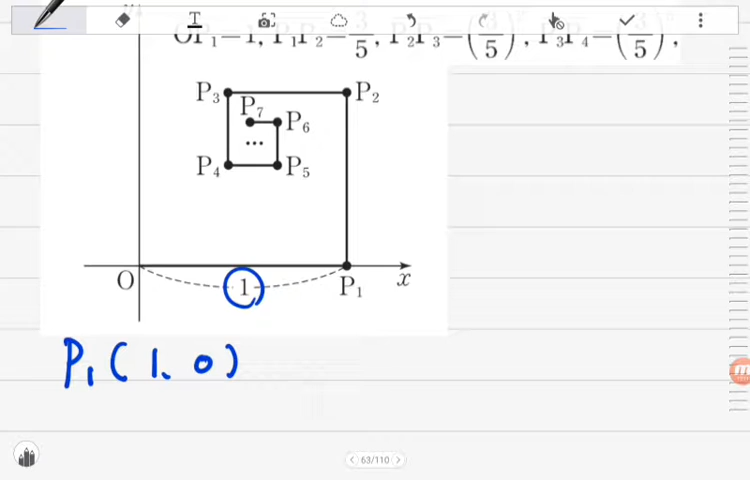 T
OP₁=1, P₁P₂=3/5, P₂P₃=(3/5)², P₃P₄=(3/5)³,
P₃ P₂
P₇
P₆
...
P₄ P₅
O 1 P₁ x
P₁(1, 0)
63/110